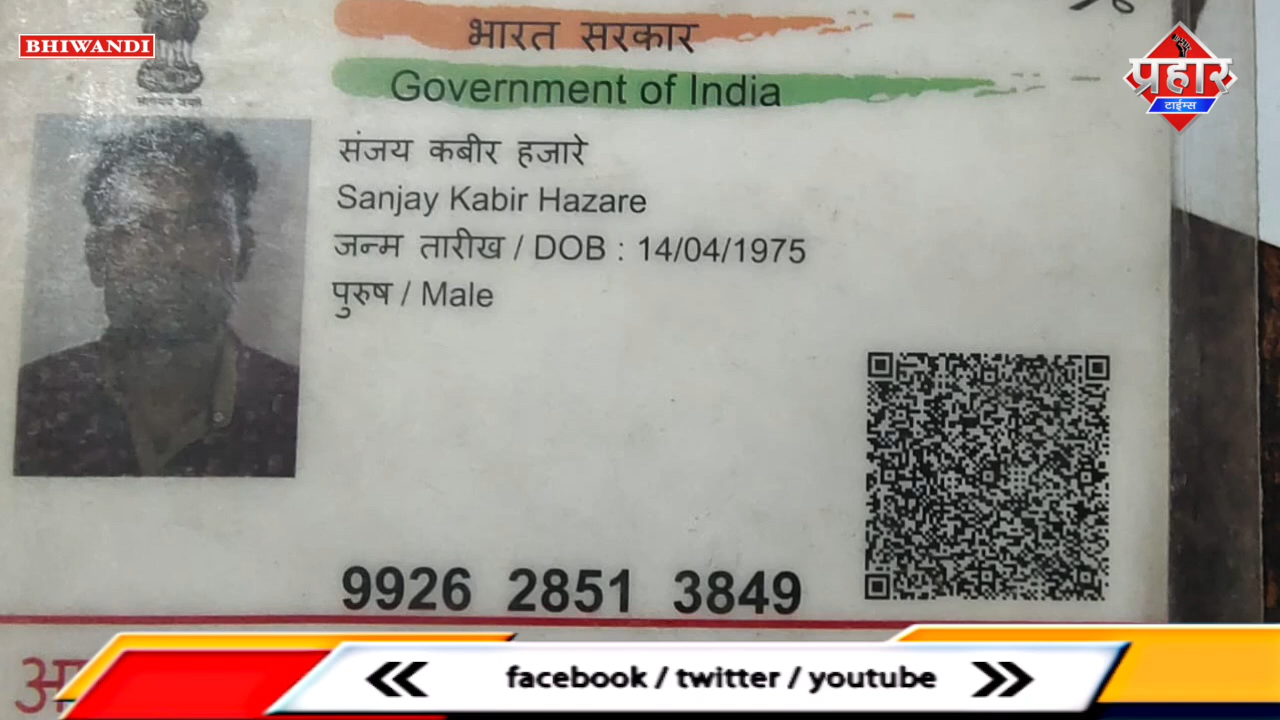 BHIWANDI
प्रहार
टाईम्स
भारत सरकार
Government of India
संजय कबीर हजारे
Sanjay Kabir Hazare
जन्म तारीख / DOB : 14/04/1975
पुरुष / Male
9926 2851 3849
facebook / twitter / youtube